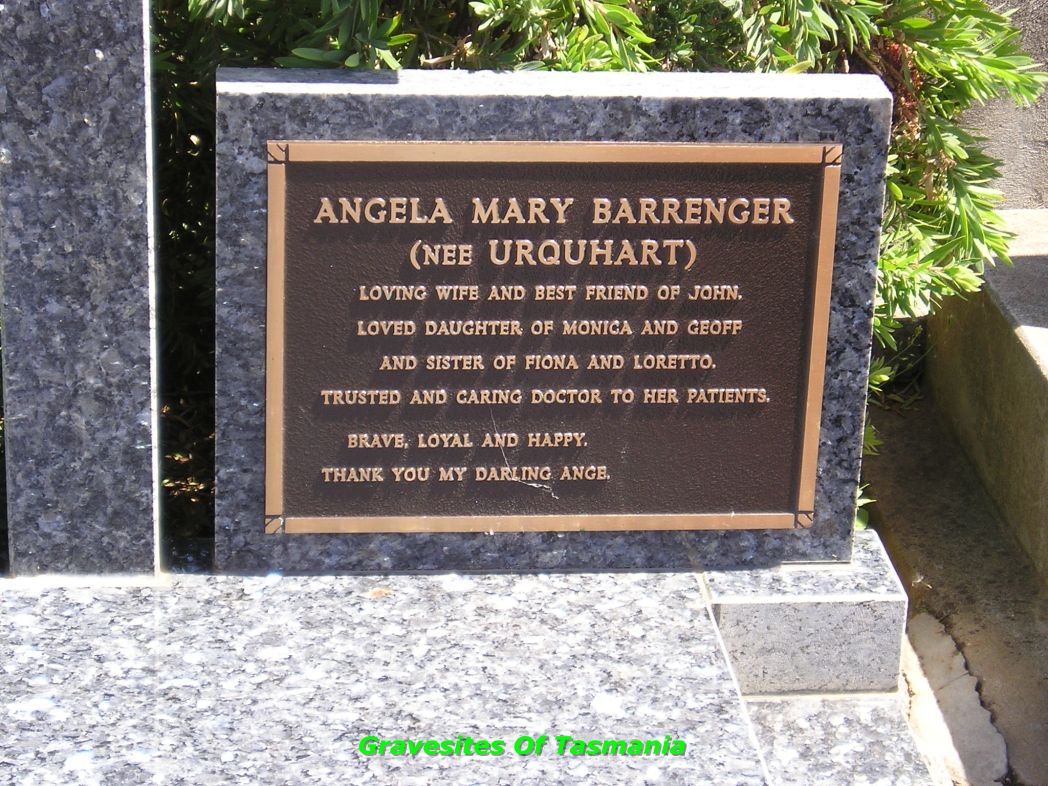 ANGELA MARY BARRENGER
(NEE URQUHART)
LOVING WIFE AND BEST FRIEND OF JOHN.
LOVED DAUGHTER OF MONICA AND GEOFF
AND SISTER OF FIONA AND LORETTO.
TRUSTED AND CARING DOCTOR TO HER PATIENTS.
BRAVE, LOYAL AND HAPPY.
THANK YOU MY DARLING ANGE.
Gravesites Of Tasmania